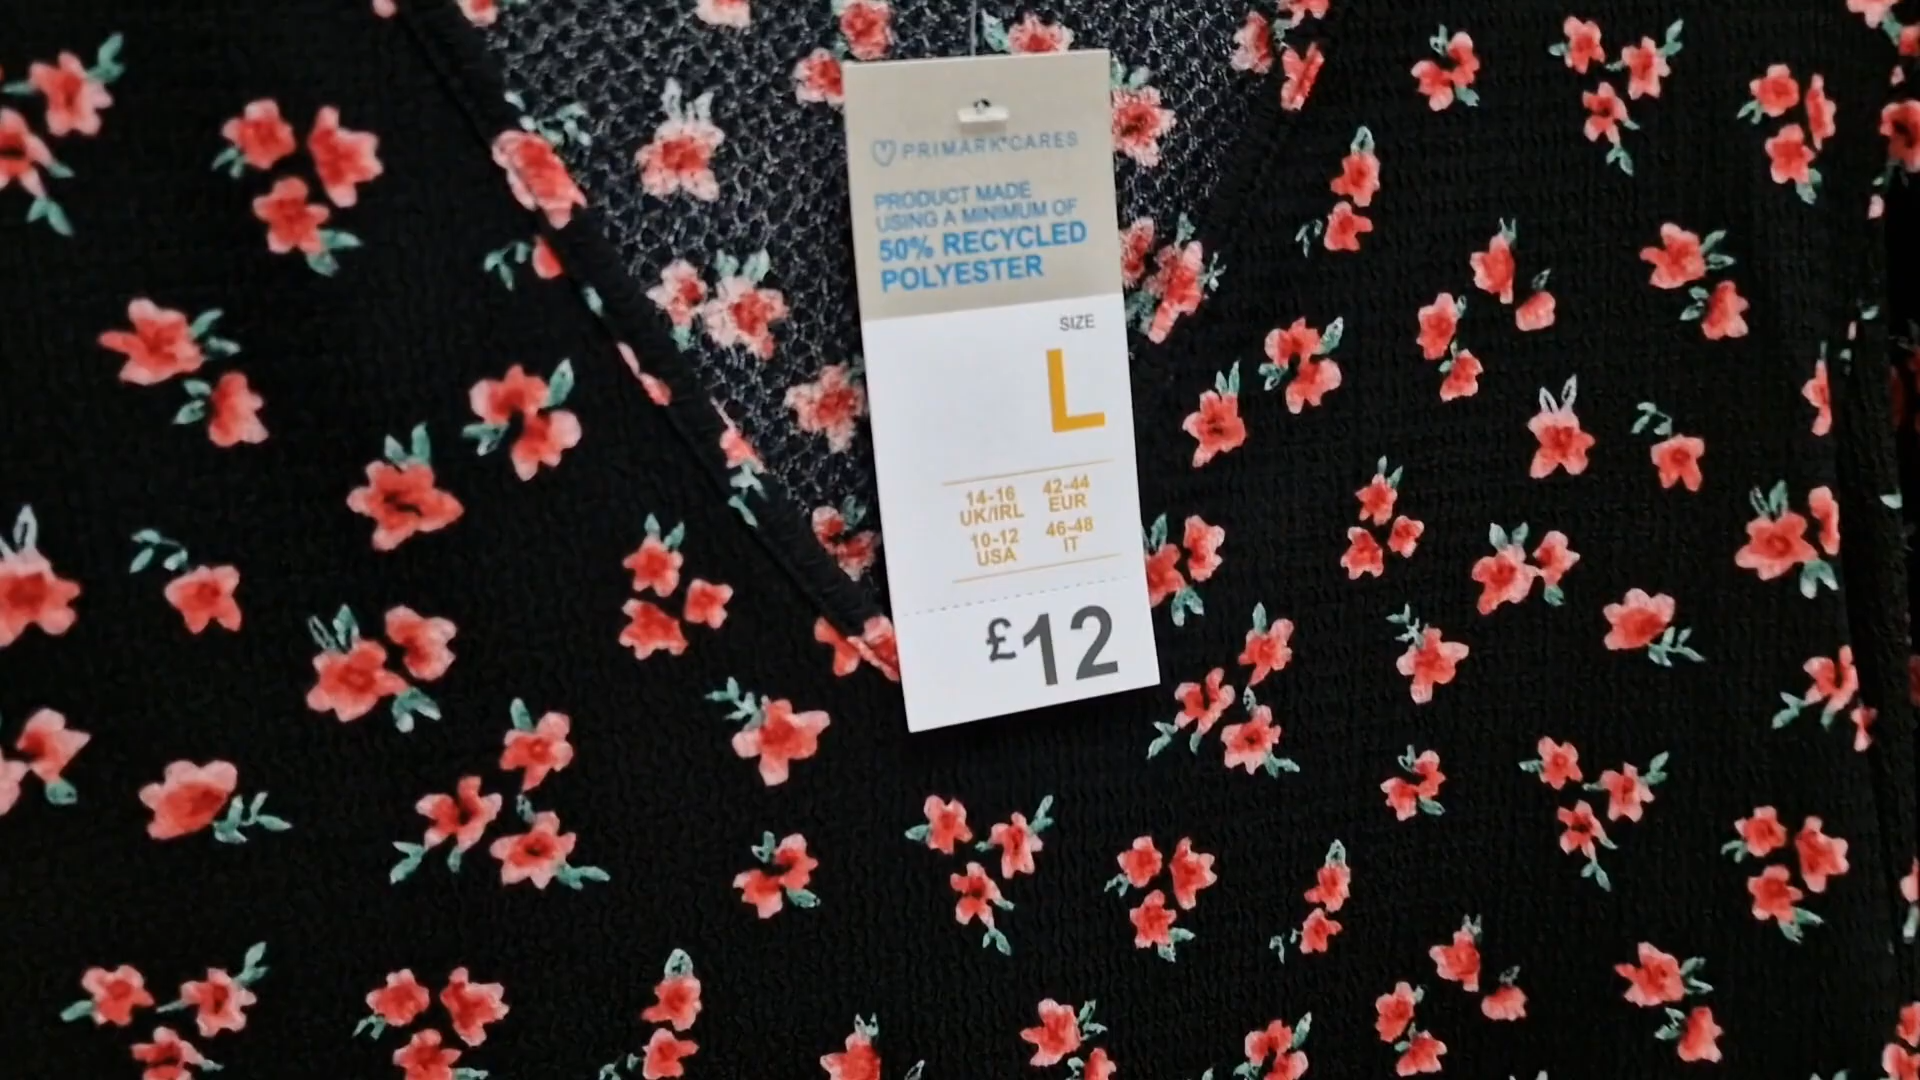 PRIMARK®CARES
PRODUCT MADE
USING A MINIMUM OF
50% RECYCLED
POLYESTER
SIZE
L
14-16 42-44
UK/IRL EUR
10-12 46-48
USA IT
£12